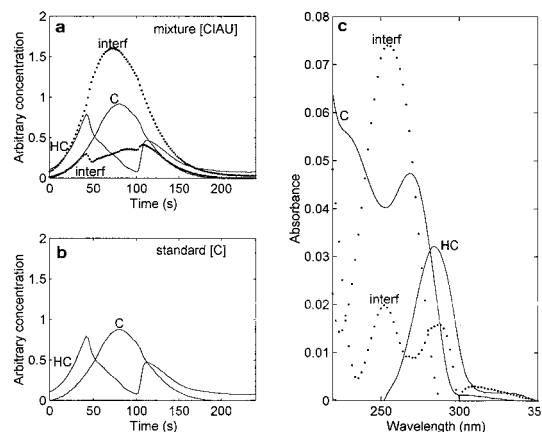 a
mixture [CIAU]
2
1.5
1
0.5
0
interf
C
HC
interf
0 50 100 150 200
Time (s)
Arbitrary concentration
b
standard [C]
2
1.5
1
0.5
0
C
HC
0 50 100 150 200
Time (s)
Arbitrary concentration
c
0.08
0.07
0.06
0.05
0.04
0.03
0.02
0.01
0
interf
C
HC
interf
250 300 35
Wavelength (nm)
Absorbance